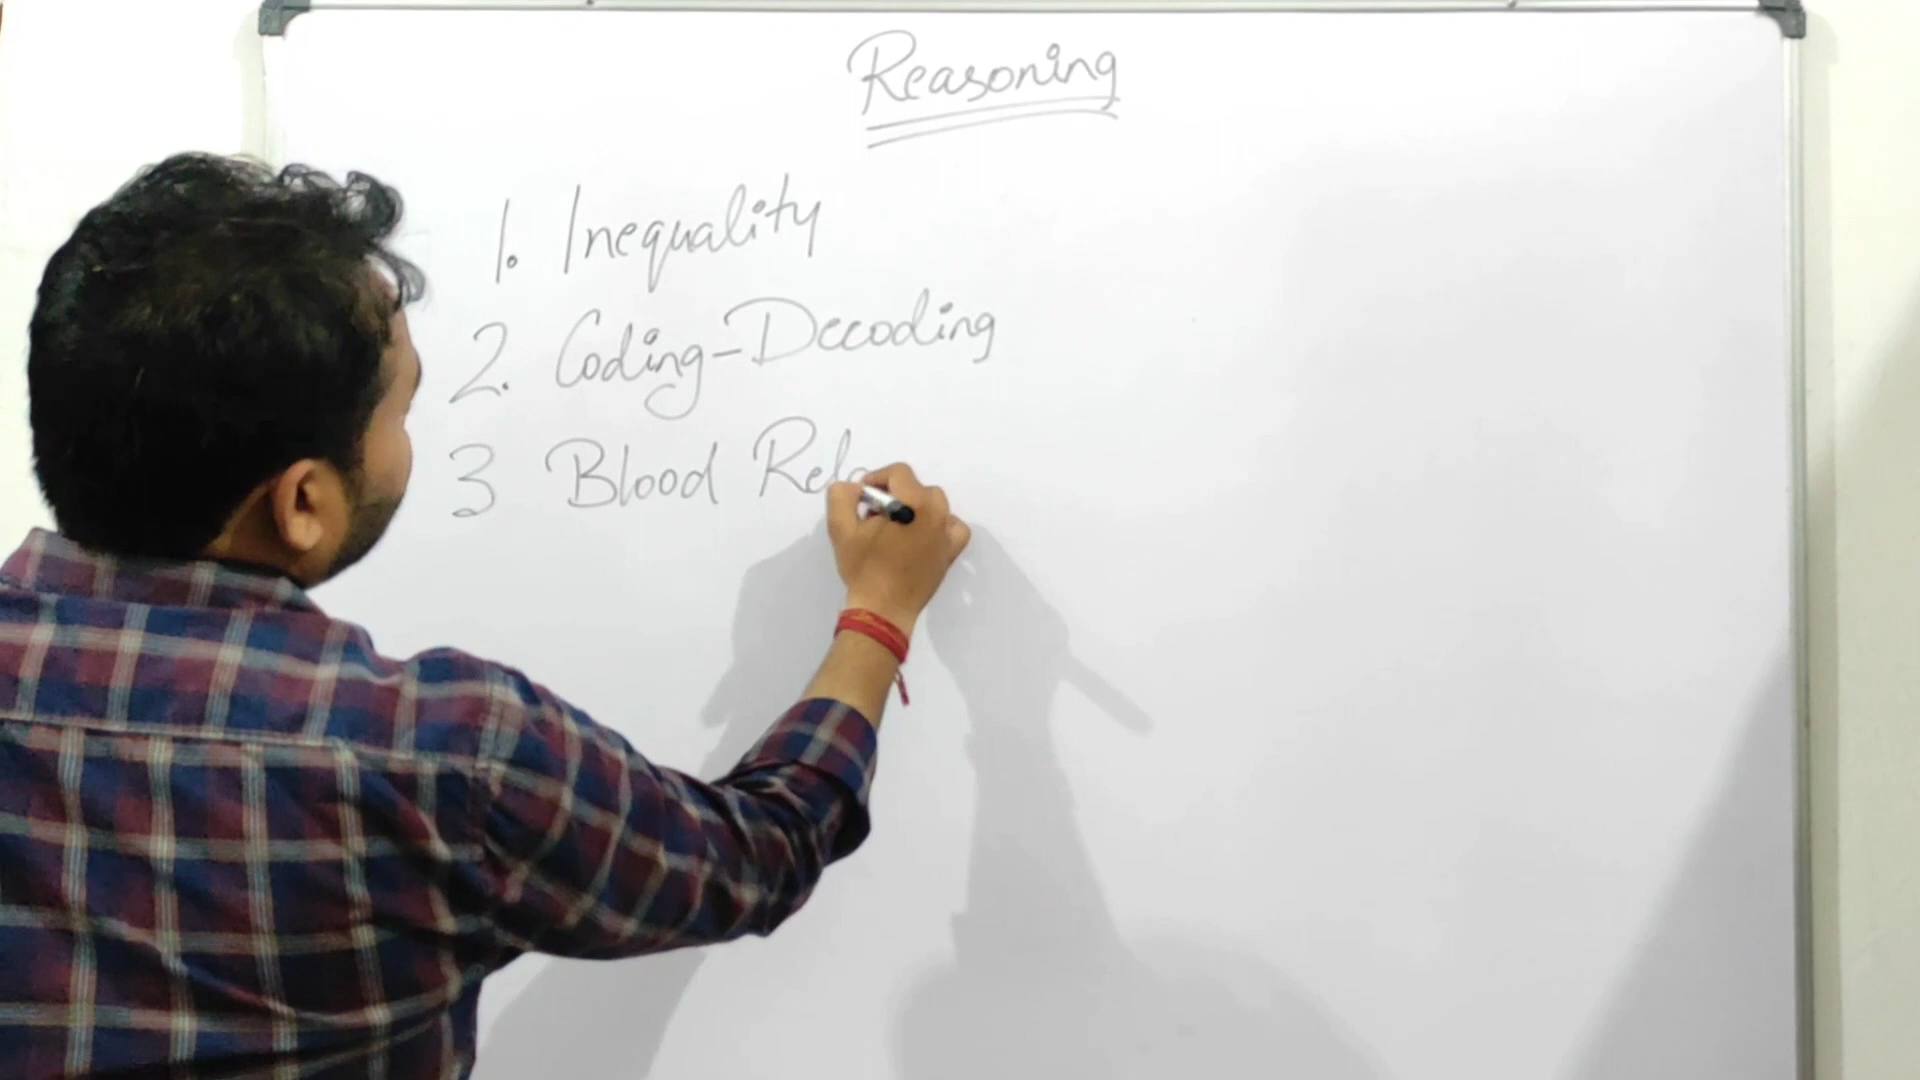 Reasoning
1. Inequality
2. Coding-Decoding
3 Blood Rela